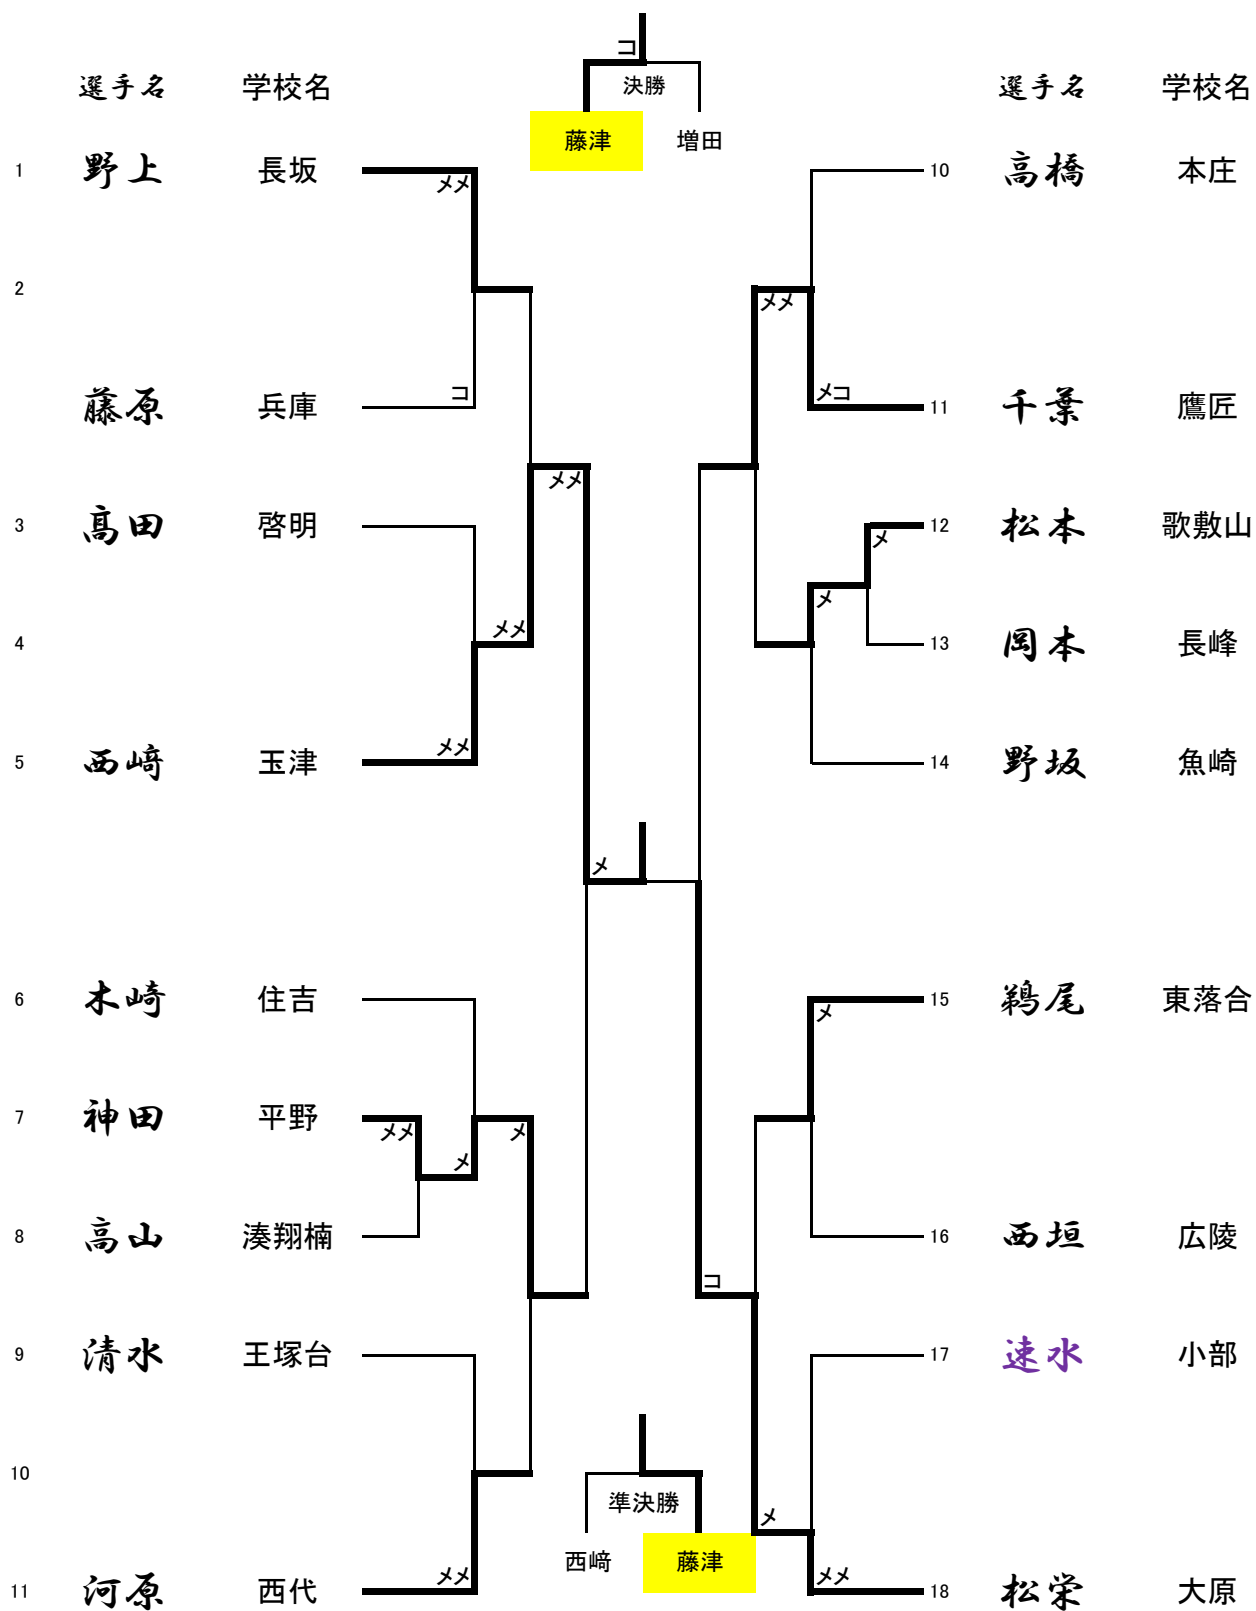 コ
選手名 学校名 決勝 選手名 学校名
藤津 増田
1 野上 長坂 メメ 10 高橋 本庄
2 メメ
藤原 兵庫 コ メコ 11 千葉 鷹匠
メメ
3 髙田 啓明 12 松本 歌敷山
メ
メ
4 メメ 13 岡本 長峰
5 西﨑 玉津 メメ 14 野坂 魚崎
メ
6 木崎 住吉 15 鵜尾 東落合
メ
7 神田 平野 メメ メ
メ
8 高山 湊翔楠 16 西垣 広陵
コ
9 清水 王塚台 17 速水 小部
10
準決勝 メ
西﨑 藤津
11 河原 西代 メメ メメ 18 松栄 大原